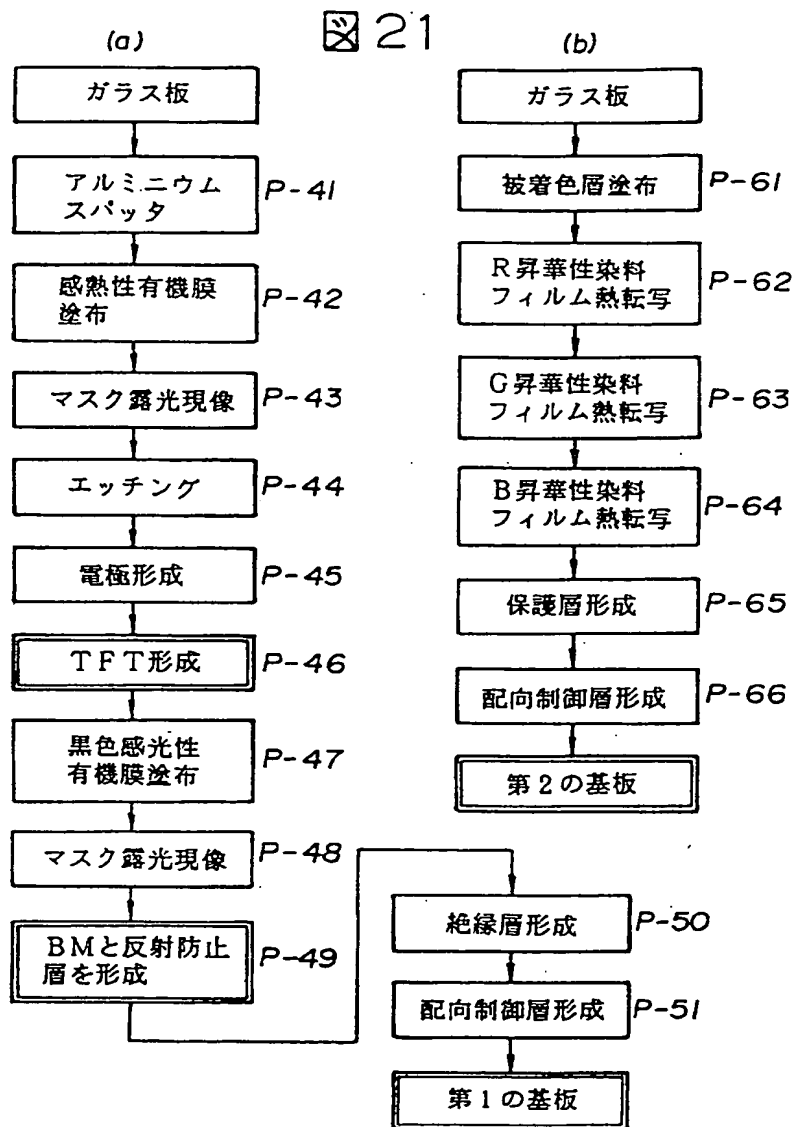 図21
(a)
ガラス板
アルミニウム
スパッタ
P-41
感熱性有機膜
塗布
P-42
マスク露光現像
P-43
エッチング
P-44
電極形成
P-45
TFT形成
P-46
黒色感光性
有機膜塗布
P-47
マスク露光現像
P-48
BMと反射防止
層を形成
P-49
絶縁層形成
P-50
配向制御層形成
P-51
第1の基板
(b)
ガラス板
被着色層塗布
P-61
R昇華性染料
フィルム熱転写
P-62
G昇華性染料
フィルム熱転写
P-63
B昇華性染料
フィルム熱転写
P-64
保護層形成
P-65
配向制御層形成
P-66
第2の基板